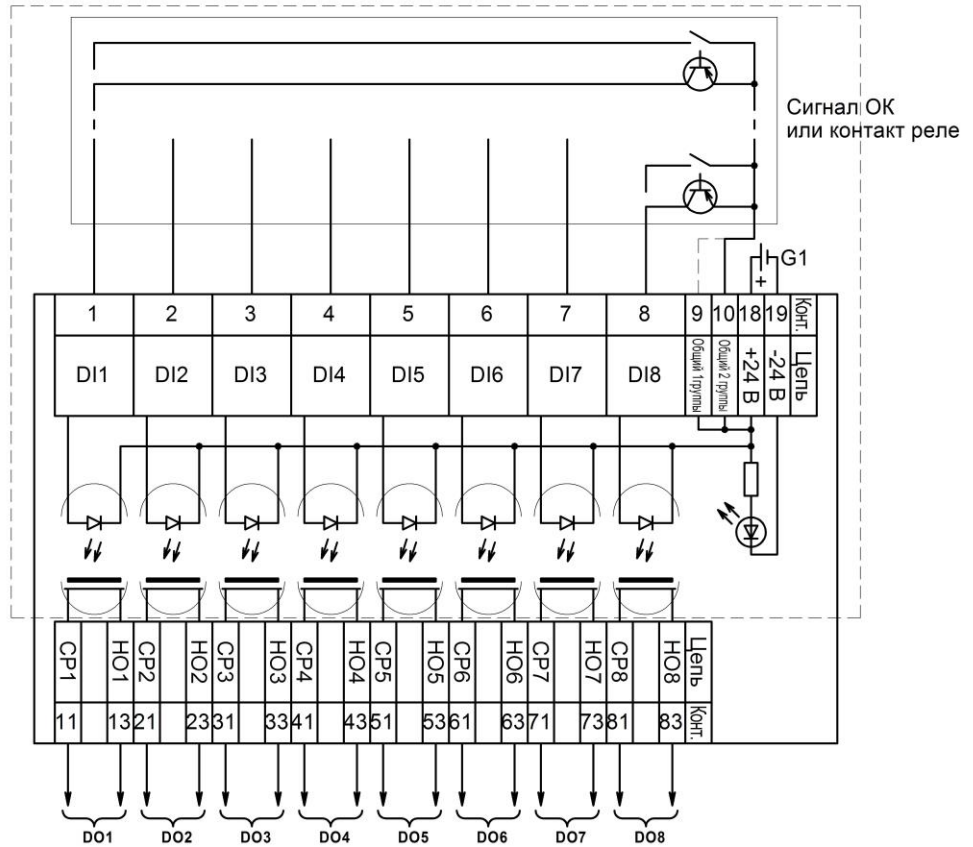 Сигнал ОК
или контакт реле
G1
+
1 2 3 4 5 6 7 8 9 10 18 19 Конт.
DI1 DI2 DI3 DI4 DI5 DI6 DI7 DI8 Общий 1группы Общий 2 группы +24 В -24 В Цепь
СР1 НО1 СР2 НО2 СР3 НО3 СР4 НО4 СР5 НО5 СР6 НО6 СР7 НО7 СР8 НО8 Цепь
11 13 21 23 31 33 41 43 51 53 61 63 71 73 81 83 Конт.
DO1 DO2 DO3 DO4 DO5 DO6 DO7 DO8